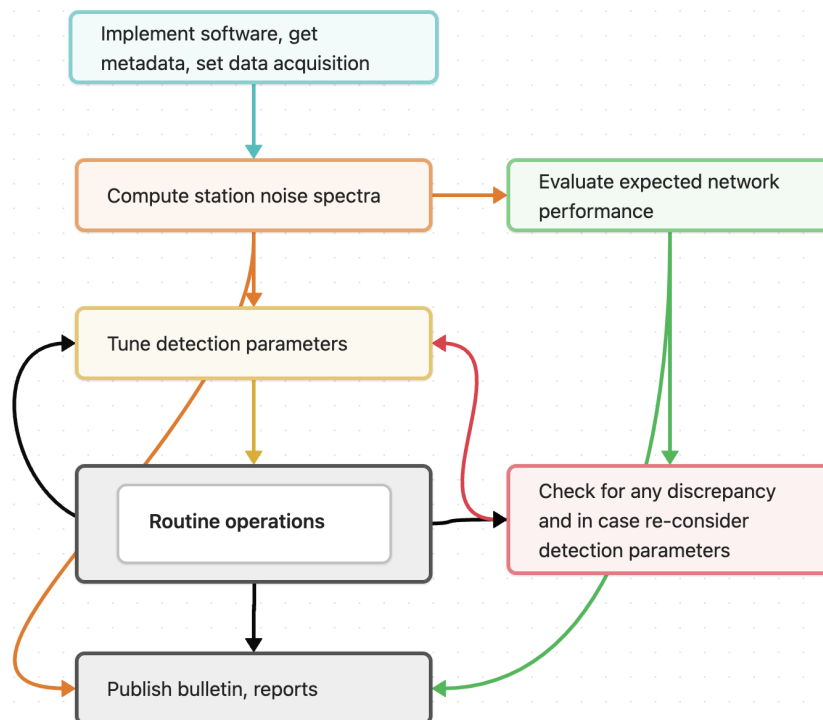 Implement software, get
metadata, set data acquisition
Compute station noise spectra
Evaluate expected network
performance
Tune detection parameters
Routine operations
Check for any discrepancy
and in case re-consider
detection parameters
Publish bulletin, reports